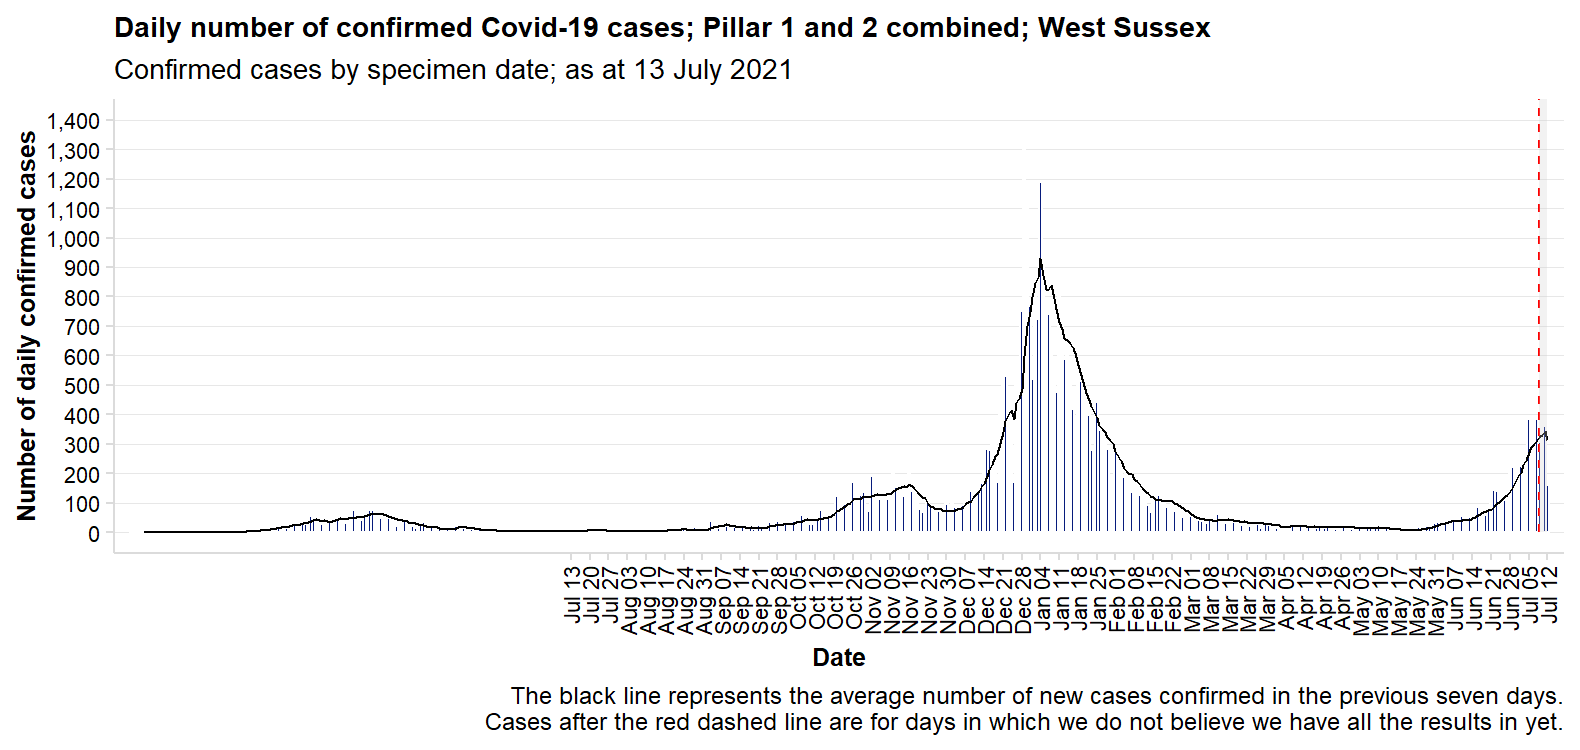 Daily number of confirmed Covid-19 cases; Pillar 1 and 2 combined; West Sussex
Confirmed cases by specimen date; as at 13 July 2021
Number of daily confirmed cases
1,400
1,300
1,200
1,100
1,000
900
800
700
600
500
400
300
200
100
0
Jul 13
Jul 20
Jul 27
Aug 03
Aug 10
Aug 17
Aug 24
Aug 31
Sep 07
Sep 14
Sep 21
Sep 28
Oct 05
Oct 12
Oct 19
Oct 26
Nov 02
Nov 09
Nov 16
Nov 23
Nov 30
Dec 07
Dec 14
Dec 21
Dec 28
Jan 04
Jan 11
Jan 18
Jan 25
Feb 01
Feb 08
Feb 15
Feb 22
Mar 01
Mar 08
Mar 15
Mar 22
Mar 29
Apr 05
Apr 12
Apr 19
Apr 26
May 03
May 10
May 17
May 24
May 31
Jun 07
Jun 14
Jun 21
Jun 28
Jul 05
Jul 12
Date
The black line represents the average number of new cases confirmed in the previous seven days.
Cases after the red dashed line are for days in which we do not believe we have all the results in yet.